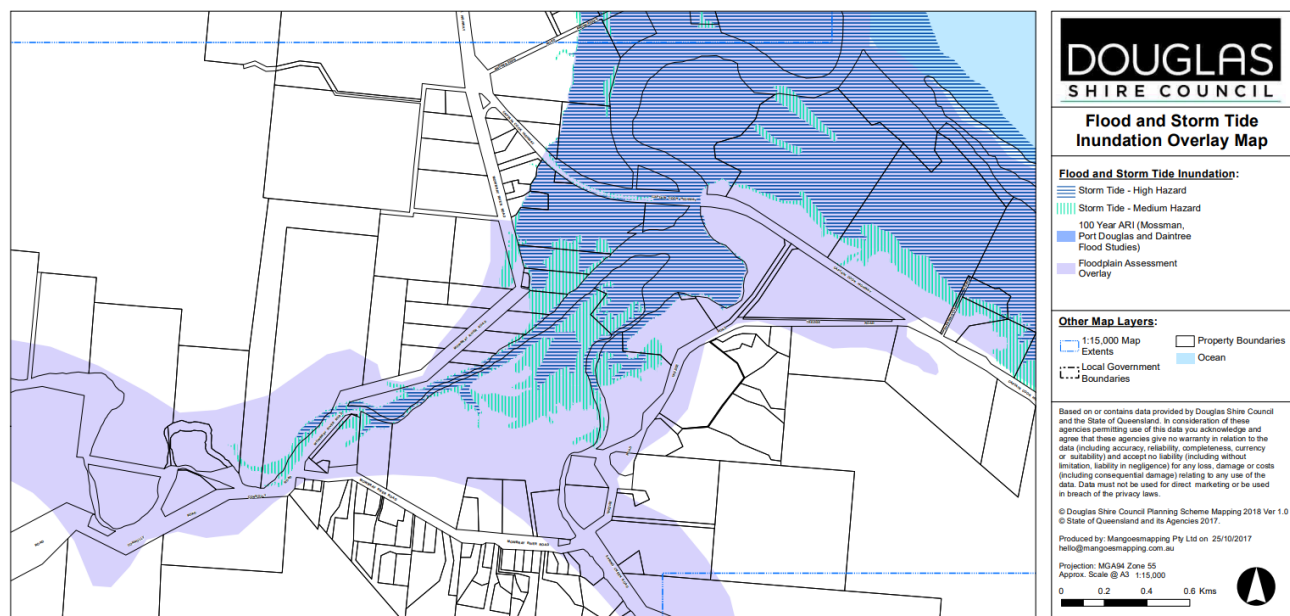 DOUGLAS
SHIRE COUNCIL
Flood and Storm Tide
Inundation Overlay Map
Flood and Storm Tide Inundation:
Storm Tide - High Hazard
Storm Tide - Medium Hazard
100 Year ARI (Mossman,
Port Douglas and Daintree
Flood Studies)
Floodplain Assessment
Overlay
Other Map Layers:
1:15,000 Map
Extents
Property Boundaries
Local Government
Boundaries
Ocean
Based on or contains data provided by Douglas Shire Council
and the State of Queensland. In consideration of these
agencies permitting use of this data you acknowledge and
agree that these agencies give no warranty in relation to the
data (including accuracy, reliability, completeness, currency
or suitability) and accept no liability (including without
limitation, liability in negligence) for any loss, damage or costs
(including consequential damage) relating to any use of the
data. Data must not be used for direct marketing or be used
in breach of the privacy laws.
© Douglas Shire Council Planning Scheme Mapping 2018 Ver 1.0
© State of Queensland and its Agencies 2017.
Produced by: Mangoesmapping Pty Ltd on 25/10/2017
hello@mangoesmapping.com.au
Projection: MGA94 Zone 55
Approx. Scale @ A3 1:15,000
0 0.2 0.4 0.6 Kms